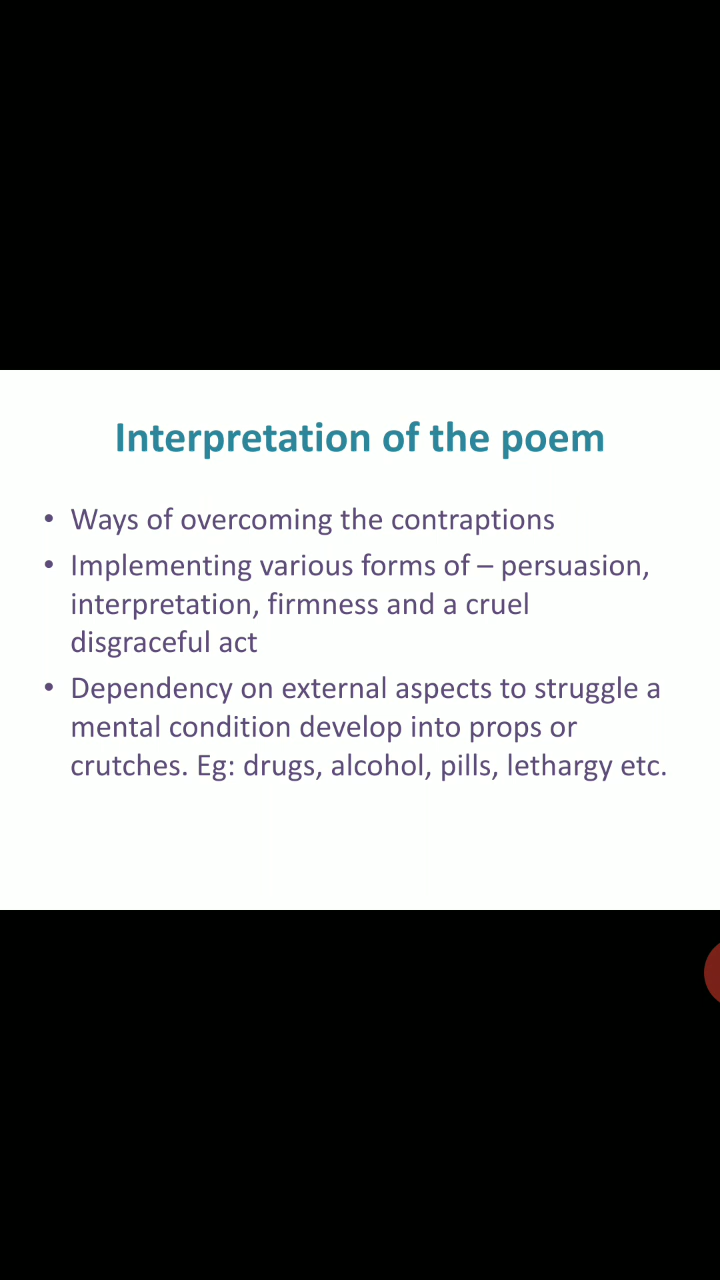 Interpretation of the poem
• Ways of overcoming the contraptions
• Implementing various forms of – persuasion,
interpretation, firmness and a cruel
disgraceful act
• Dependency on external aspects to struggle a
mental condition develop into props or
crutches. Eg: drugs, alcohol, pills, lethargy etc.